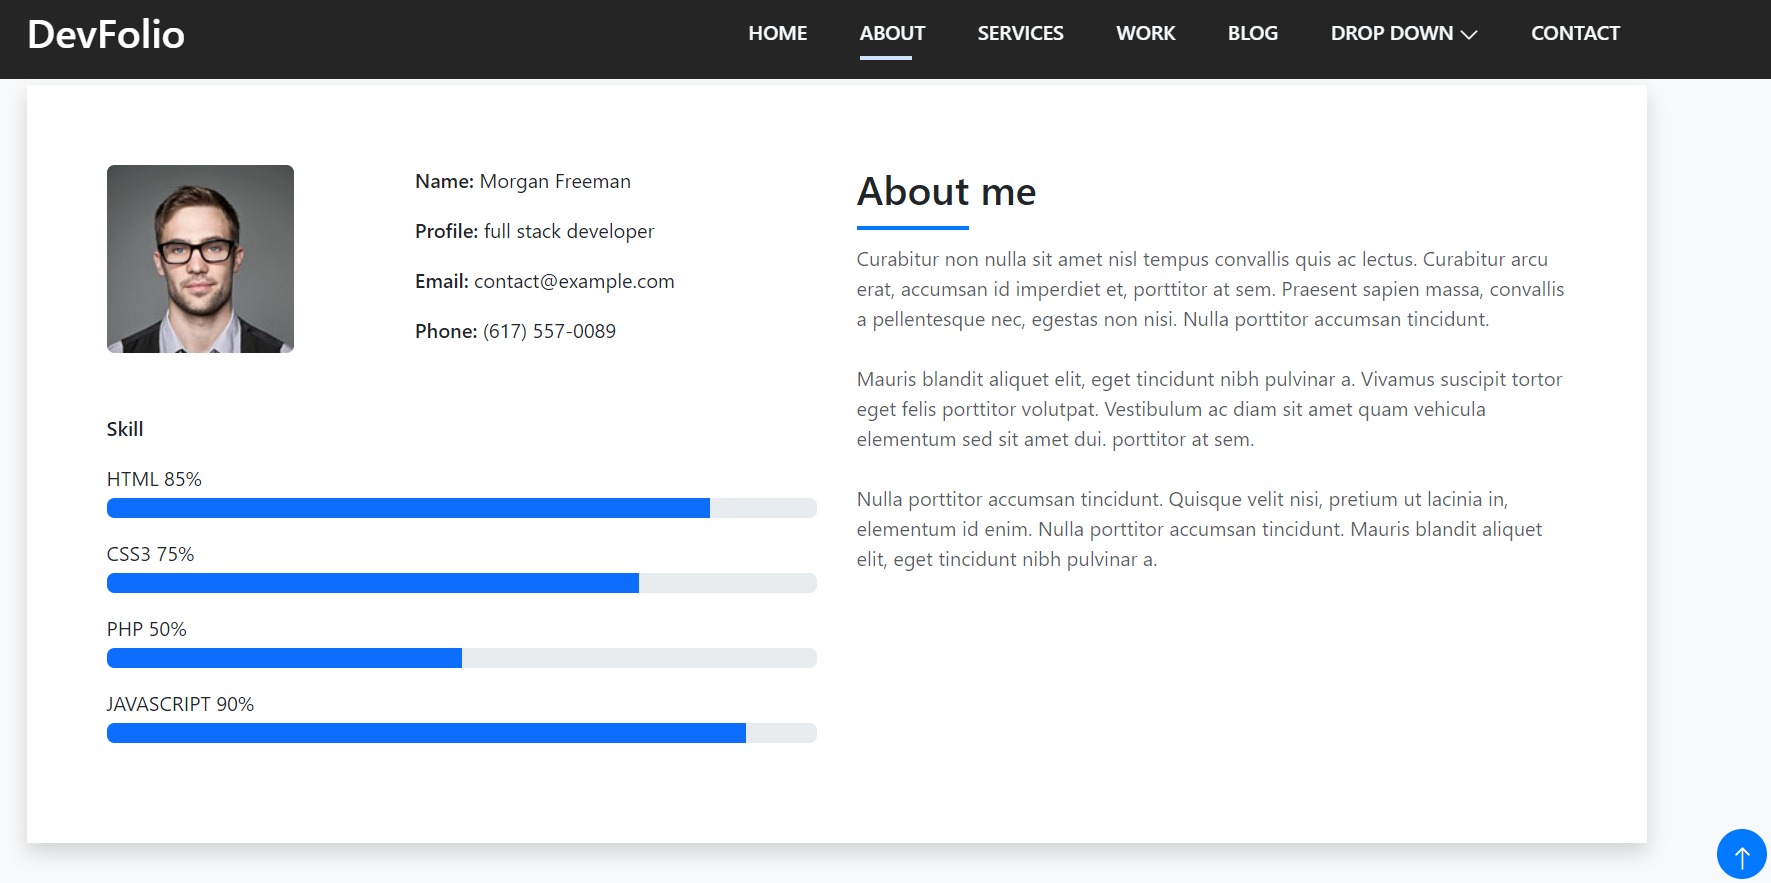 DevFolio
HOME
ABOUT
SERVICES
WORK
BLOG
DROP DOWN
CONTACT
Name: Morgan Freeman
Profile: full stack developer
Email: contact@example.com
Phone: (617) 557-0089
Skill
HTML 85%
CSS3 75%
PHP 50%
JAVASCRIPT 90%
About me
Curabitur non nulla sit amet nisl tempus convallis quis ac lectus. Curabitur arcu
erat, accumsan id imperdiet et, porttitor at sem. Praesent sapien massa, convallis
a pellentesque nec, egestas non nisi. Nulla porttitor accumsan tincidunt.
Mauris blandit aliquet elit, eget tincidunt nibh pulvinar a. Vivamus suscipit tortor
eget felis porttitor volutpat. Vestibulum ac diam sit amet quam vehicula
elementum sed sit amet dui. porttitor at sem.
Nulla porttitor accumsan tincidunt. Quisque velit nisi, pretium ut lacinia in,
elementum id enim. Nulla porttitor accumsan tincidunt. Mauris blandit aliquet
elit, eget tincidunt nibh pulvinar a.